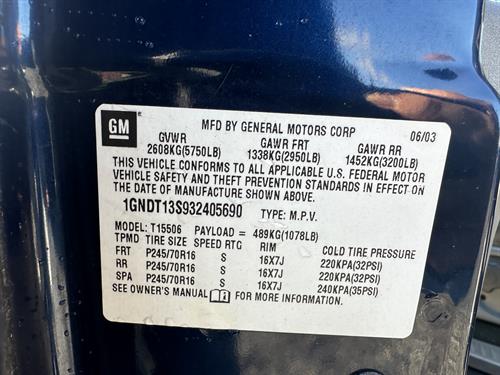 GM MFD BY GENERAL MOTORS CORP 06/03
GVWR GAWR FRT GAWR RR
2608KG(5750LB) 1338KG(2950LB) 1452KG(3200LB)
THIS VEHICLE CONFORMS TO ALL APPLICABLE U.S. FEDERAL MOTOR
VEHICLE SAFETY AND THEFT PREVENTION STANDARDS IN EFFECT ON
THE DATE OF MANUFACTURE SHOWN ABOVE.
1GNDT13S932405690 TYPE: M.P.V.
MODEL: T15506 PAYLOAD = 489KG(1078LB)
TPMD TIRE SIZE SPEED RTG RIM COLD TIRE PRESSURE
FRT P245/70R16 S 16X7J 220KPA(32PSI)
RR P245/70R16 S 16X7J 220KPA(32PSI)
SPA P245/70R16 S 16X7J 240KPA(35PSI)
SEE OWNER'S MANUAL FOR MORE INFORMATION.